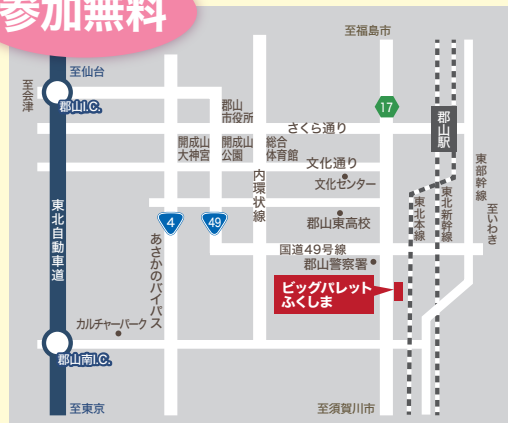 参加無料
至仙台
至会津
郡山I.C.
至福島市
郡山
市役所
17
さくら通り
郡山駅
開成山
大神宮
開成山
公園
総合
体育館
文化通り
文化センター
東部幹線
至いわき
東北自動車道
4
49
内環状線
郡山東高校
東北本線
東北新幹線
あさかのバイパス
国道49号線
郡山警察署
ビッグパレット
ふくしま
カルチャーパーク
郡山南I.C.
至東京
至須賀川市